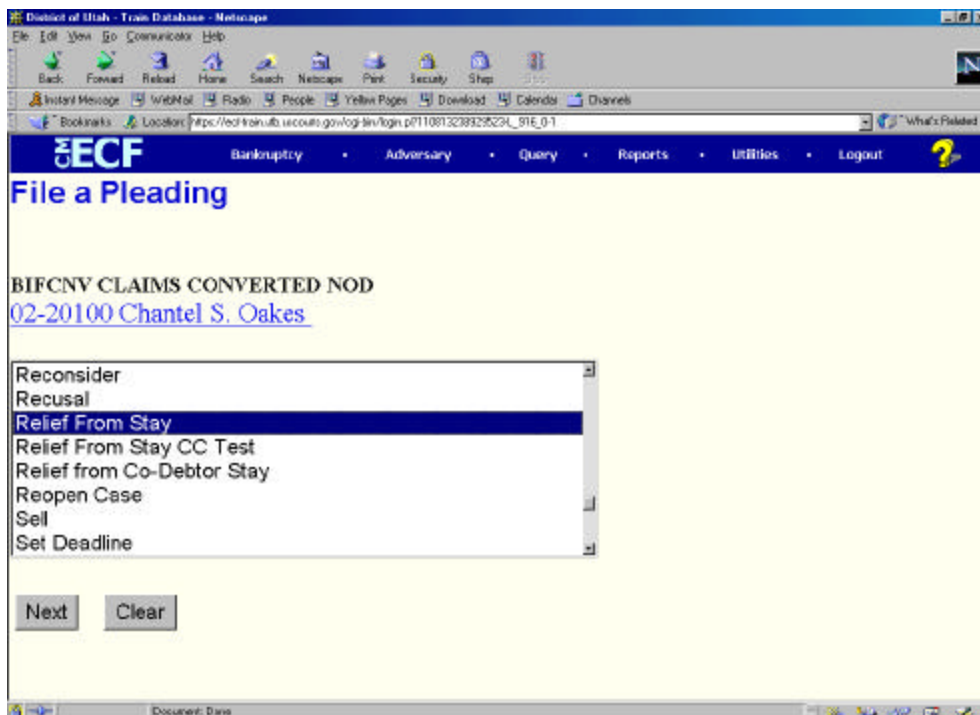 District of Utah - Train Database - Netscape
File Edit View Go Communicator Help
Back Forward Reload Home Search Netscape Print Security Shop Stop
Instant Message WebMail Radio People Yellow Pages Download Calendar Channels
Bookmarks Location: What's Related
CM ECF Bankruptcy • Adversary • Query • Reports • Utilities • Logout ?
File a Pleading
BIFCNV CLAIMS CONVERTED NOD
02-20100 Chantel S. Oakes
Reconsider
Recusal
Relief From Stay
Relief From Stay CC Test
Relief from Co-Debtor Stay
Reopen Case
Sell
Set Deadline
Next Clear
Document: Done